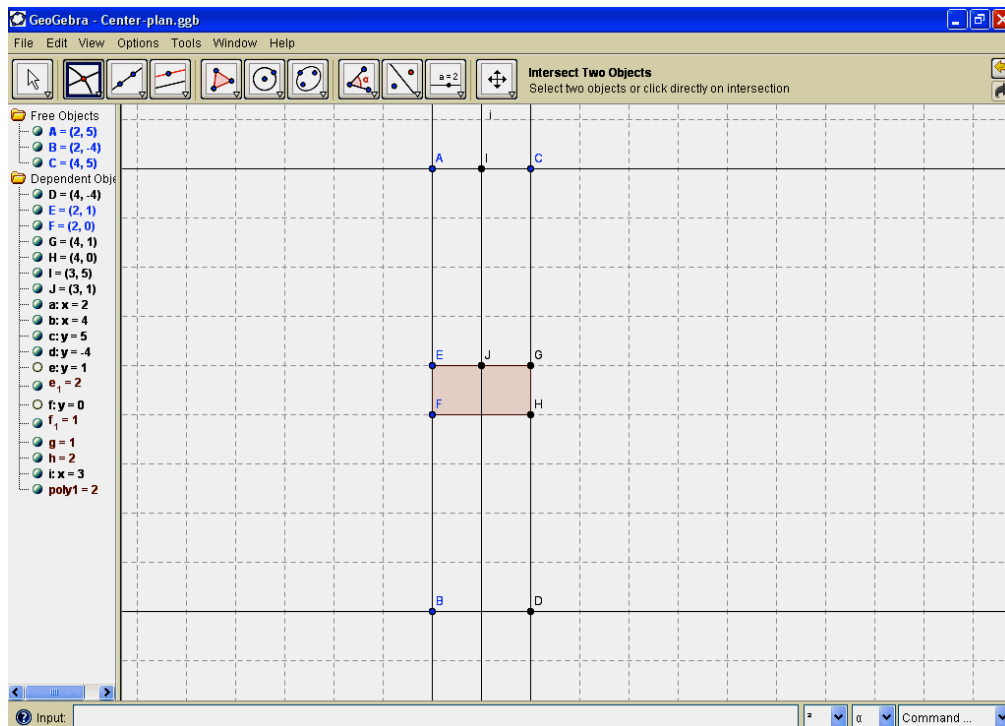 GeoGebra - Center-plan.ggb
File Edit View Options Tools Window Help
α
a=2
Intersect Two Objects
Select two objects or click directly on intersection
Free Objects
A = (2, 5)
B = (2, -4)
C = (4, 5)
Dependent Obje
D = (4, -4)
E = (2, 1)
F = (2, 0)
G = (4, 1)
H = (4, 0)
I = (3, 5)
J = (3, 1)
a: x = 2
b: x = 4
c: y = 5
d: y = -4
e: y = 1
e1 = 2
f: y = 0
f1 = 1
g = 1
h = 2
i: x = 3
poly1 = 2
i
A I C
E J G
F H
B D
Input: ² α Command ...